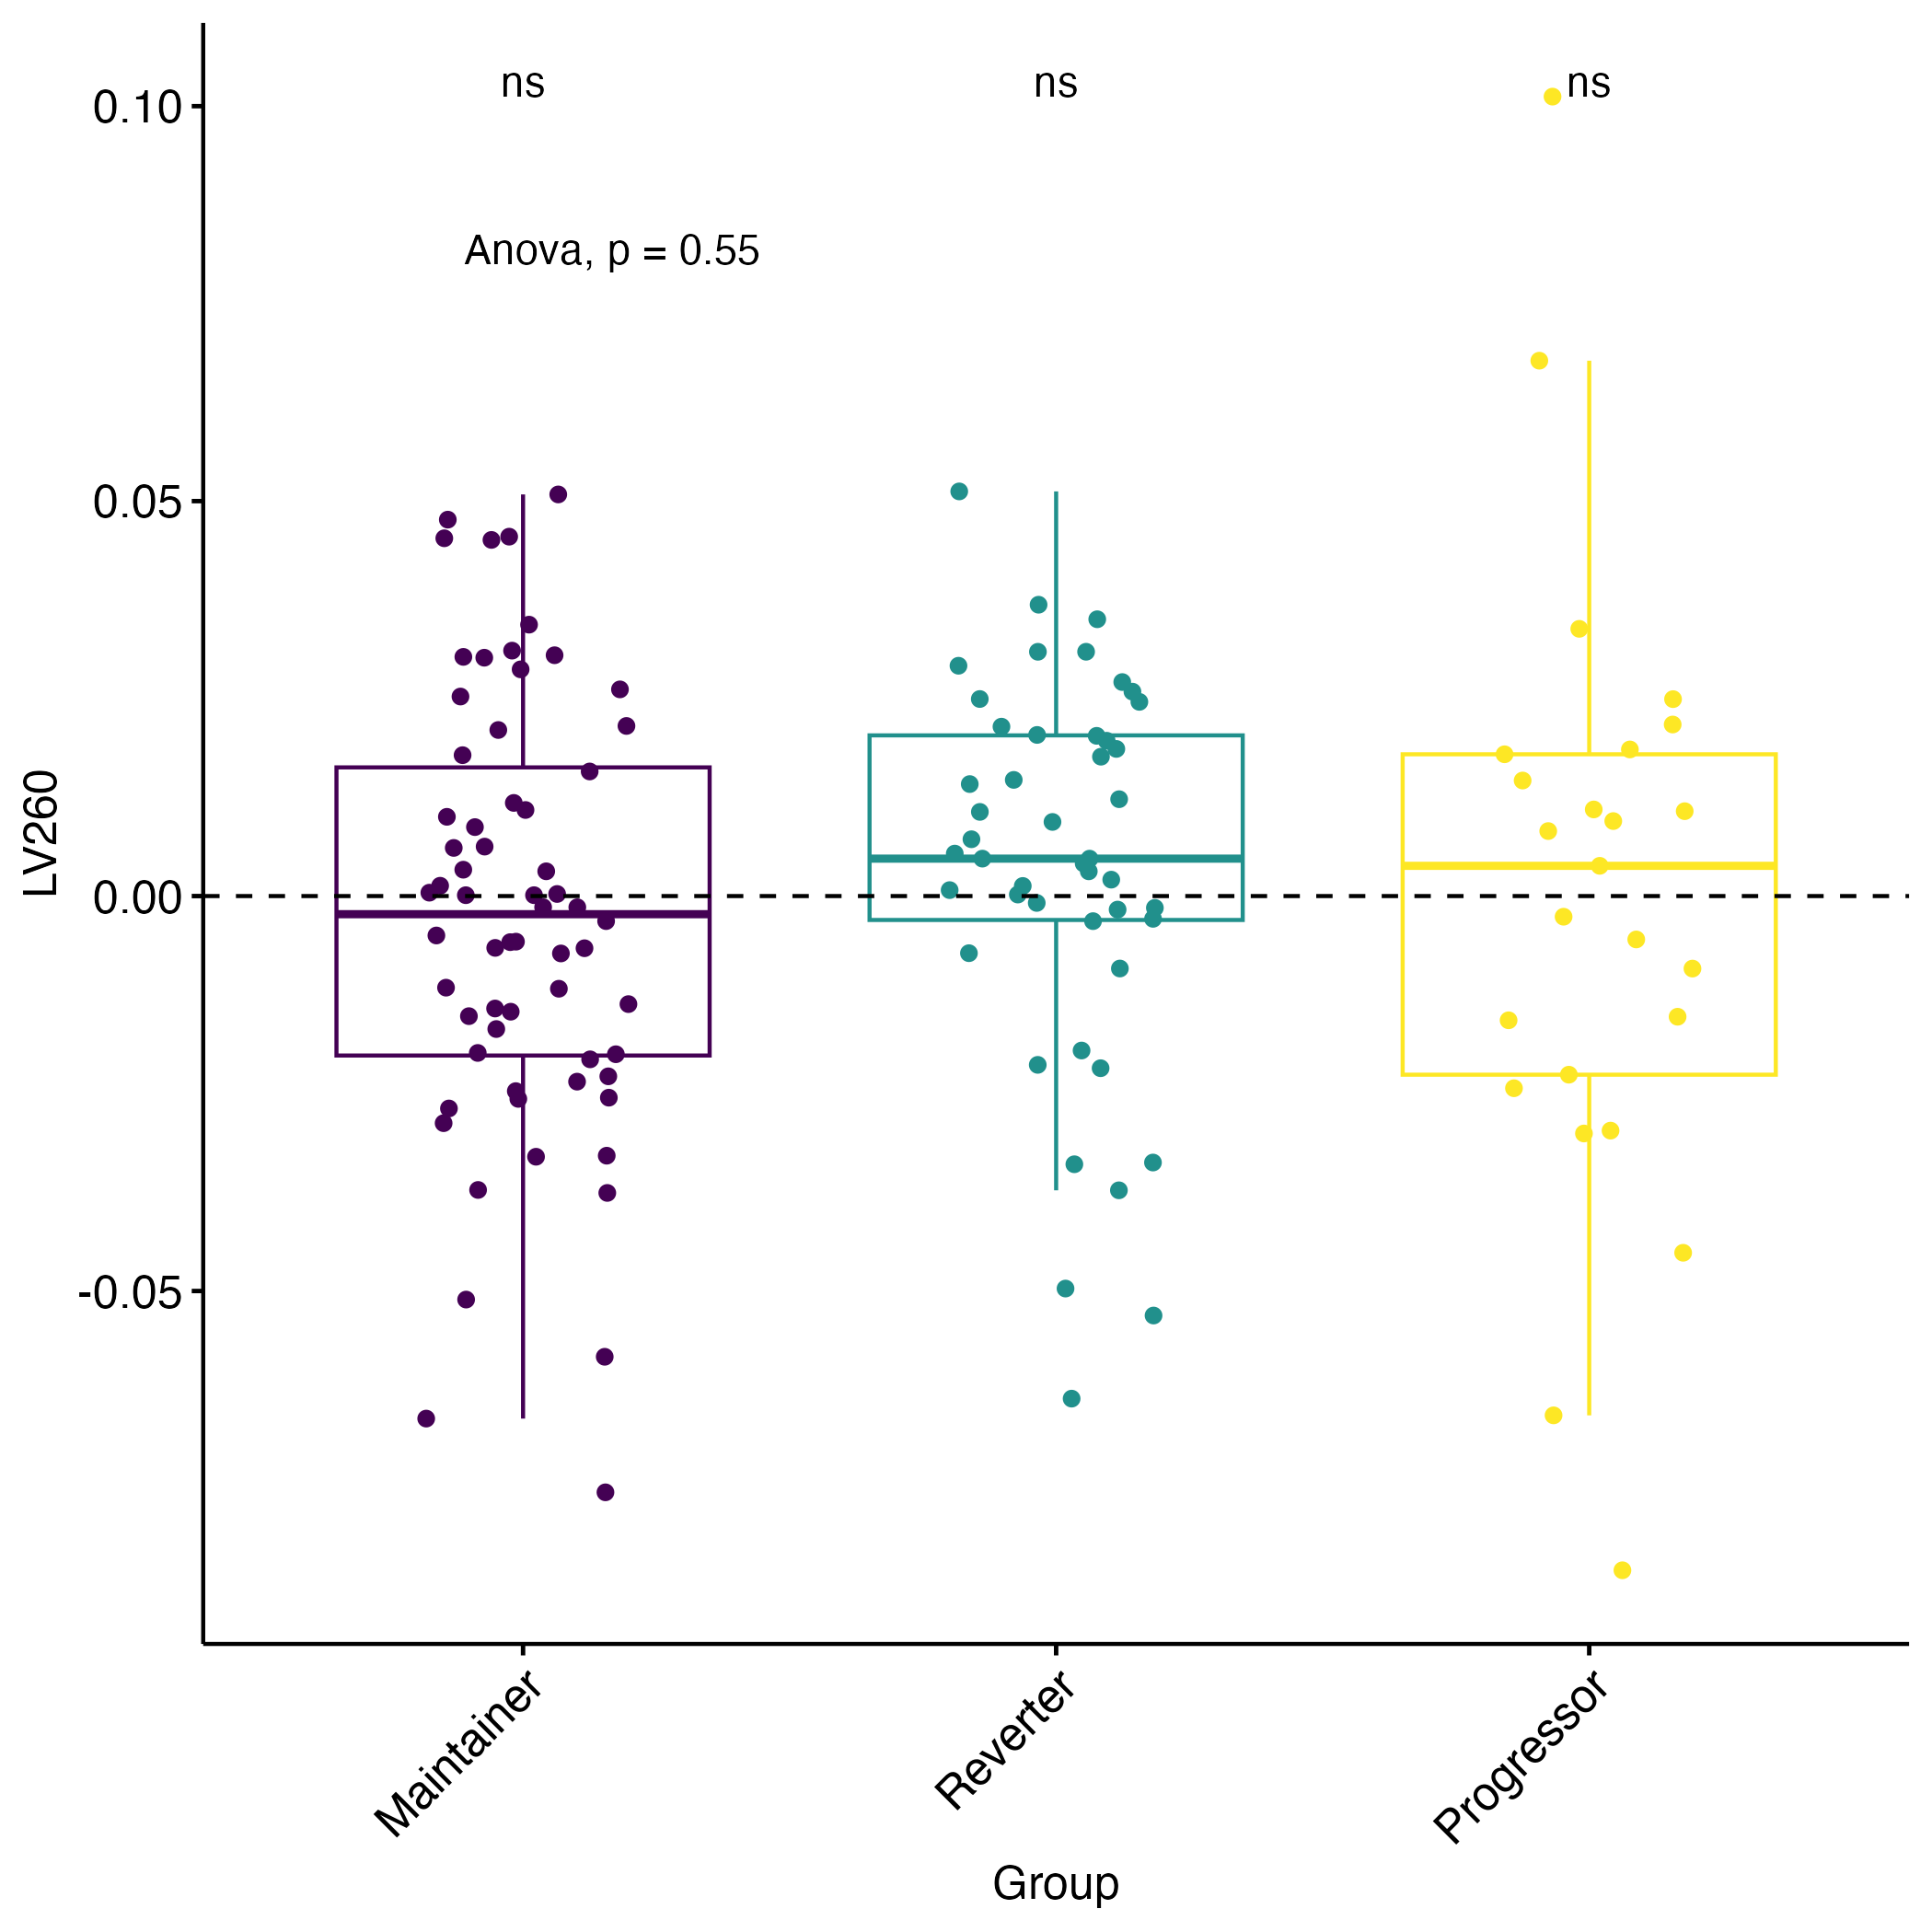 ns ns ns
Anova, p = 0.55
0.10
0.05
0.00
-0.05
LV260
Maintainer
Reverter
Progressor
Group